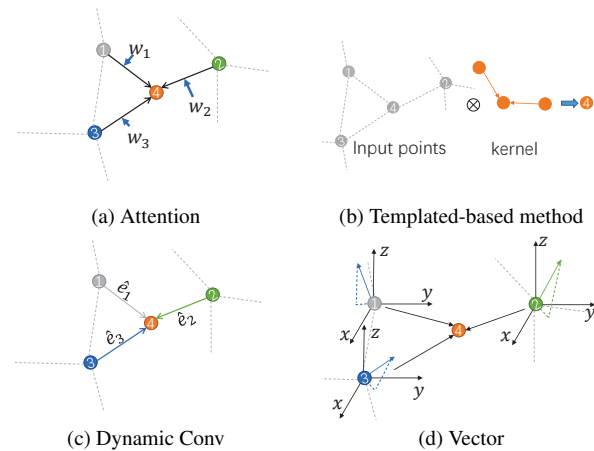 1
w₁
2
4
w₂
3
w₃
(a) Attention
1
2
4
3
⊗
4
Input points
kernel
(b) Templated-based method
1
ê₁
2
4
ê₂
ê₃
3
(c) Dynamic Conv
z
1
y
x
z
3
y
x
4
z
2
y
x
(d) Vector